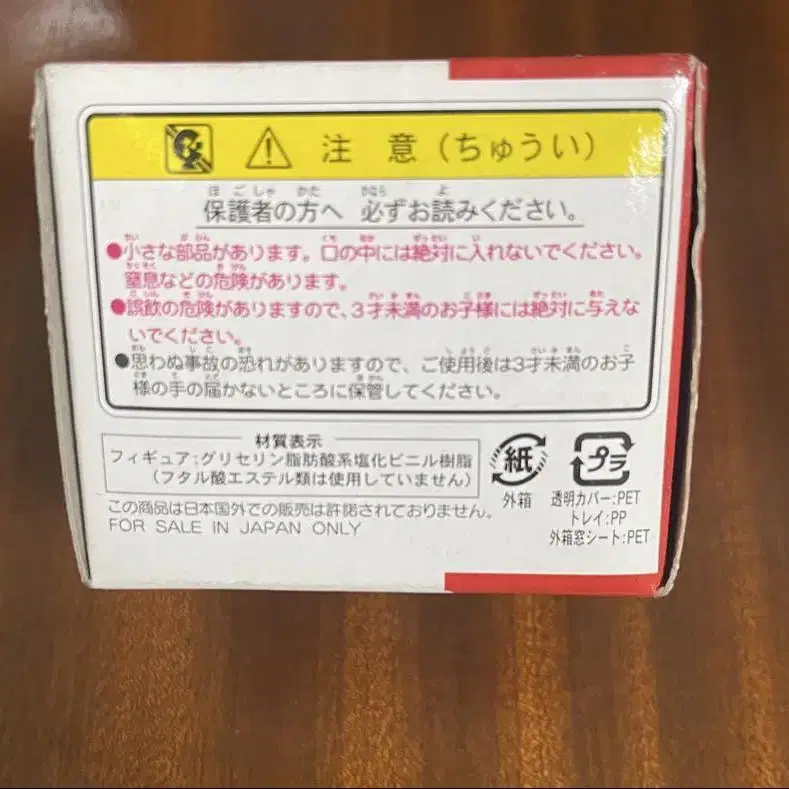 注意（ちゅうい）
保護者の方へ 必ずお読みください。
●小さな部品があります。口の中には絶対に入れないでください。
窒息などの危険があります。
●誤飲の危険がありますので、3才未満のお子様には絶対に与えな
いでください。
●思わぬ事故の恐れがありますので、ご使用後は3才未満のお子
様の手の届かないところに保管してください。
材質表示
フィギュア:グリセリン脂肪酸系塩化ビニル樹脂
（フタル酸エステル類は使用していません）
この商品は日本国外での販売は許諾されておりません。
FOR SALE IN JAPAN ONLY
紙
外箱
プラ
透明カバー:PET
トレイ:PP
外箱窓シート:PET